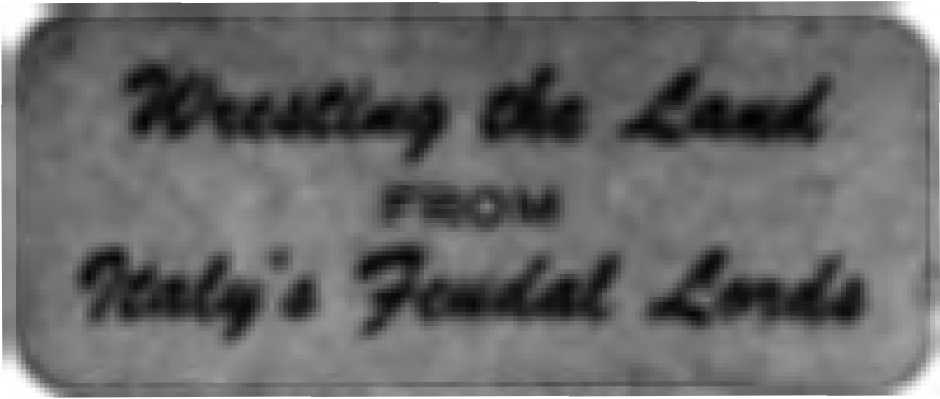 Wresting the Land
FROM
Italy's Feudal Lords